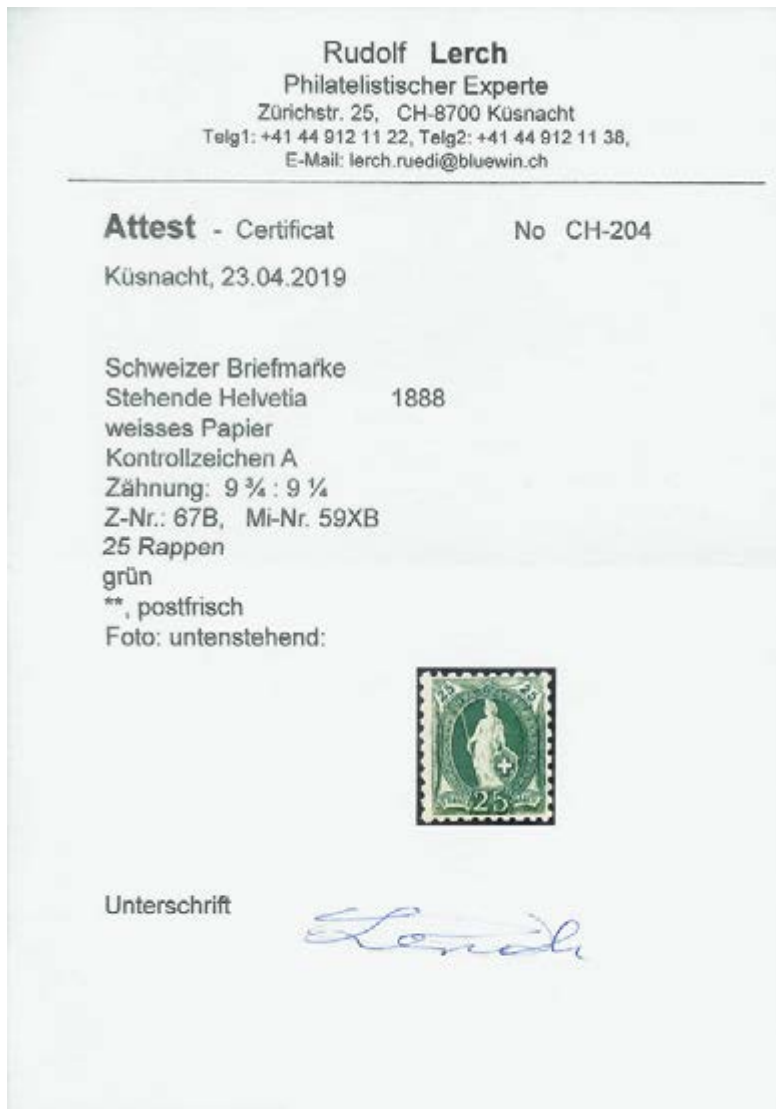 Rudolf Lerch
Philatelistischer Experte
Zürichstr. 25, CH-8700 Küsnacht
Telg1: +41 44 912 11 22, Telg2: +41 44 912 11 38,
E-Mail: lerch.ruedi@bluewin.ch
Attest - Certificat No CH-204
Küsnacht, 23.04.2019
Schweizer Briefmarke
Stehende Helvetia 1888
weisses Papier
Kontrollzeichen A
Zähnung: 9 ¾ : 9 ¼
Z-Nr.: 67B, Mi-Nr. 59XB
25 Rappen
grün
**, postfrisch
Foto: untenstehend:
25 25
25
Unterschrift
Lerch